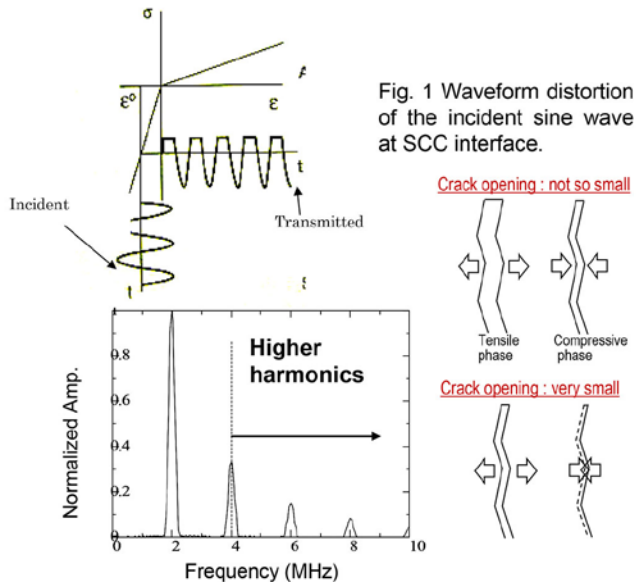 σ
ε⁰
ε
t
Incident
Transmitted
t
Fig. 1 Waveform distortion
of the incident sine wave
at SCC interface.
Crack opening : not so small
Tensile
phase
Compressive
phase
Crack opening : very small
Higher
harmonics
Normalized Amp.
1
0.8
0.6
0.4
0.2
0
0 2 4 6 8 10
Frequency (MHz)